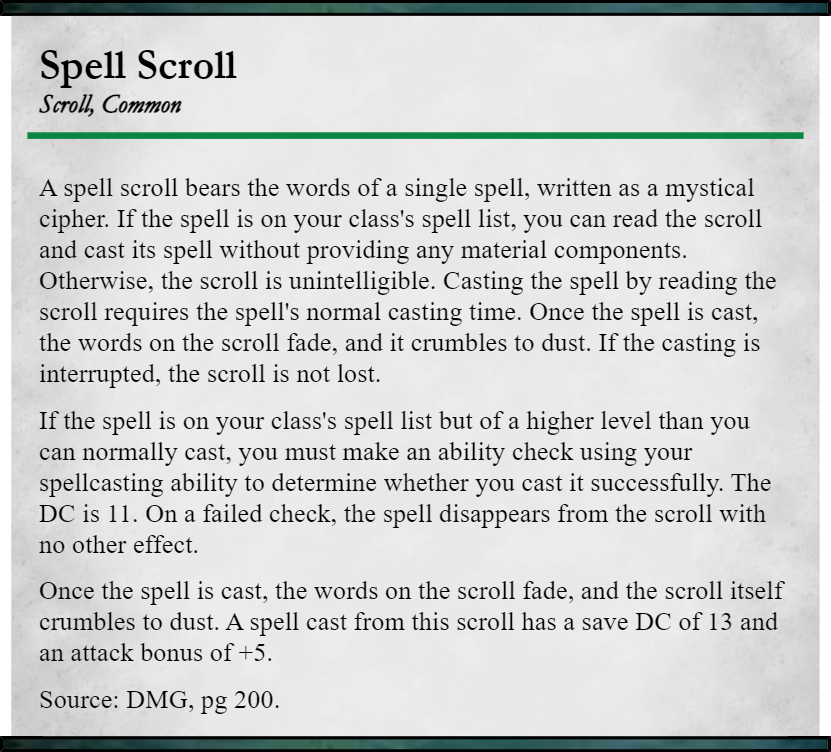 Spell Scroll
Scroll, Common
A spell scroll bears the words of a single spell, written as a mystical
cipher. If the spell is on your class's spell list, you can read the scroll
and cast its spell without providing any material components.
Otherwise, the scroll is unintelligible. Casting the spell by reading the
scroll requires the spell's normal casting time. Once the spell is cast,
the words on the scroll fade, and it crumbles to dust. If the casting is
interrupted, the scroll is not lost.
If the spell is on your class's spell list but of a higher level than you
can normally cast, you must make an ability check using your
spellcasting ability to determine whether you cast it successfully. The
DC is 11. On a failed check, the spell disappears from the scroll with
no other effect.
Once the spell is cast, the words on the scroll fade, and the scroll itself
crumbles to dust. A spell cast from this scroll has a save DC of 13 and
an attack bonus of +5.
Source: DMG, pg 200.